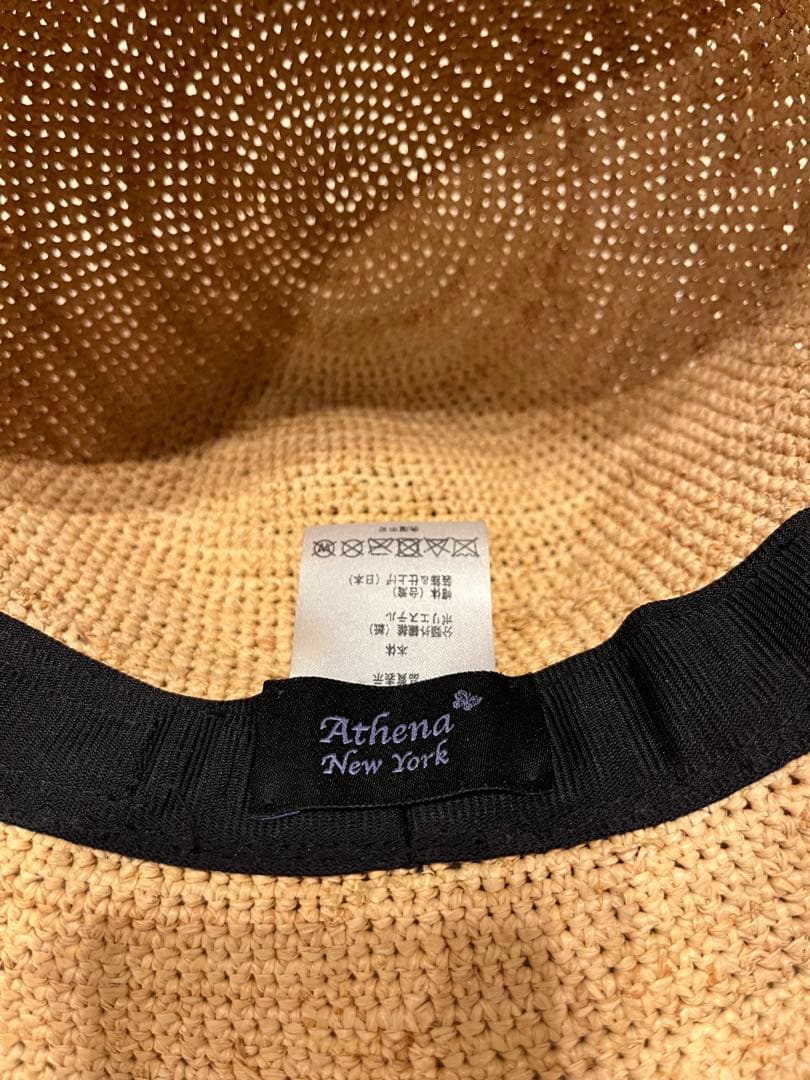 品質表示
本体
分類外繊維(紙)
ポリエステル
帽体 (台湾)
装飾&仕上げ (日本)
W
Athena
New York